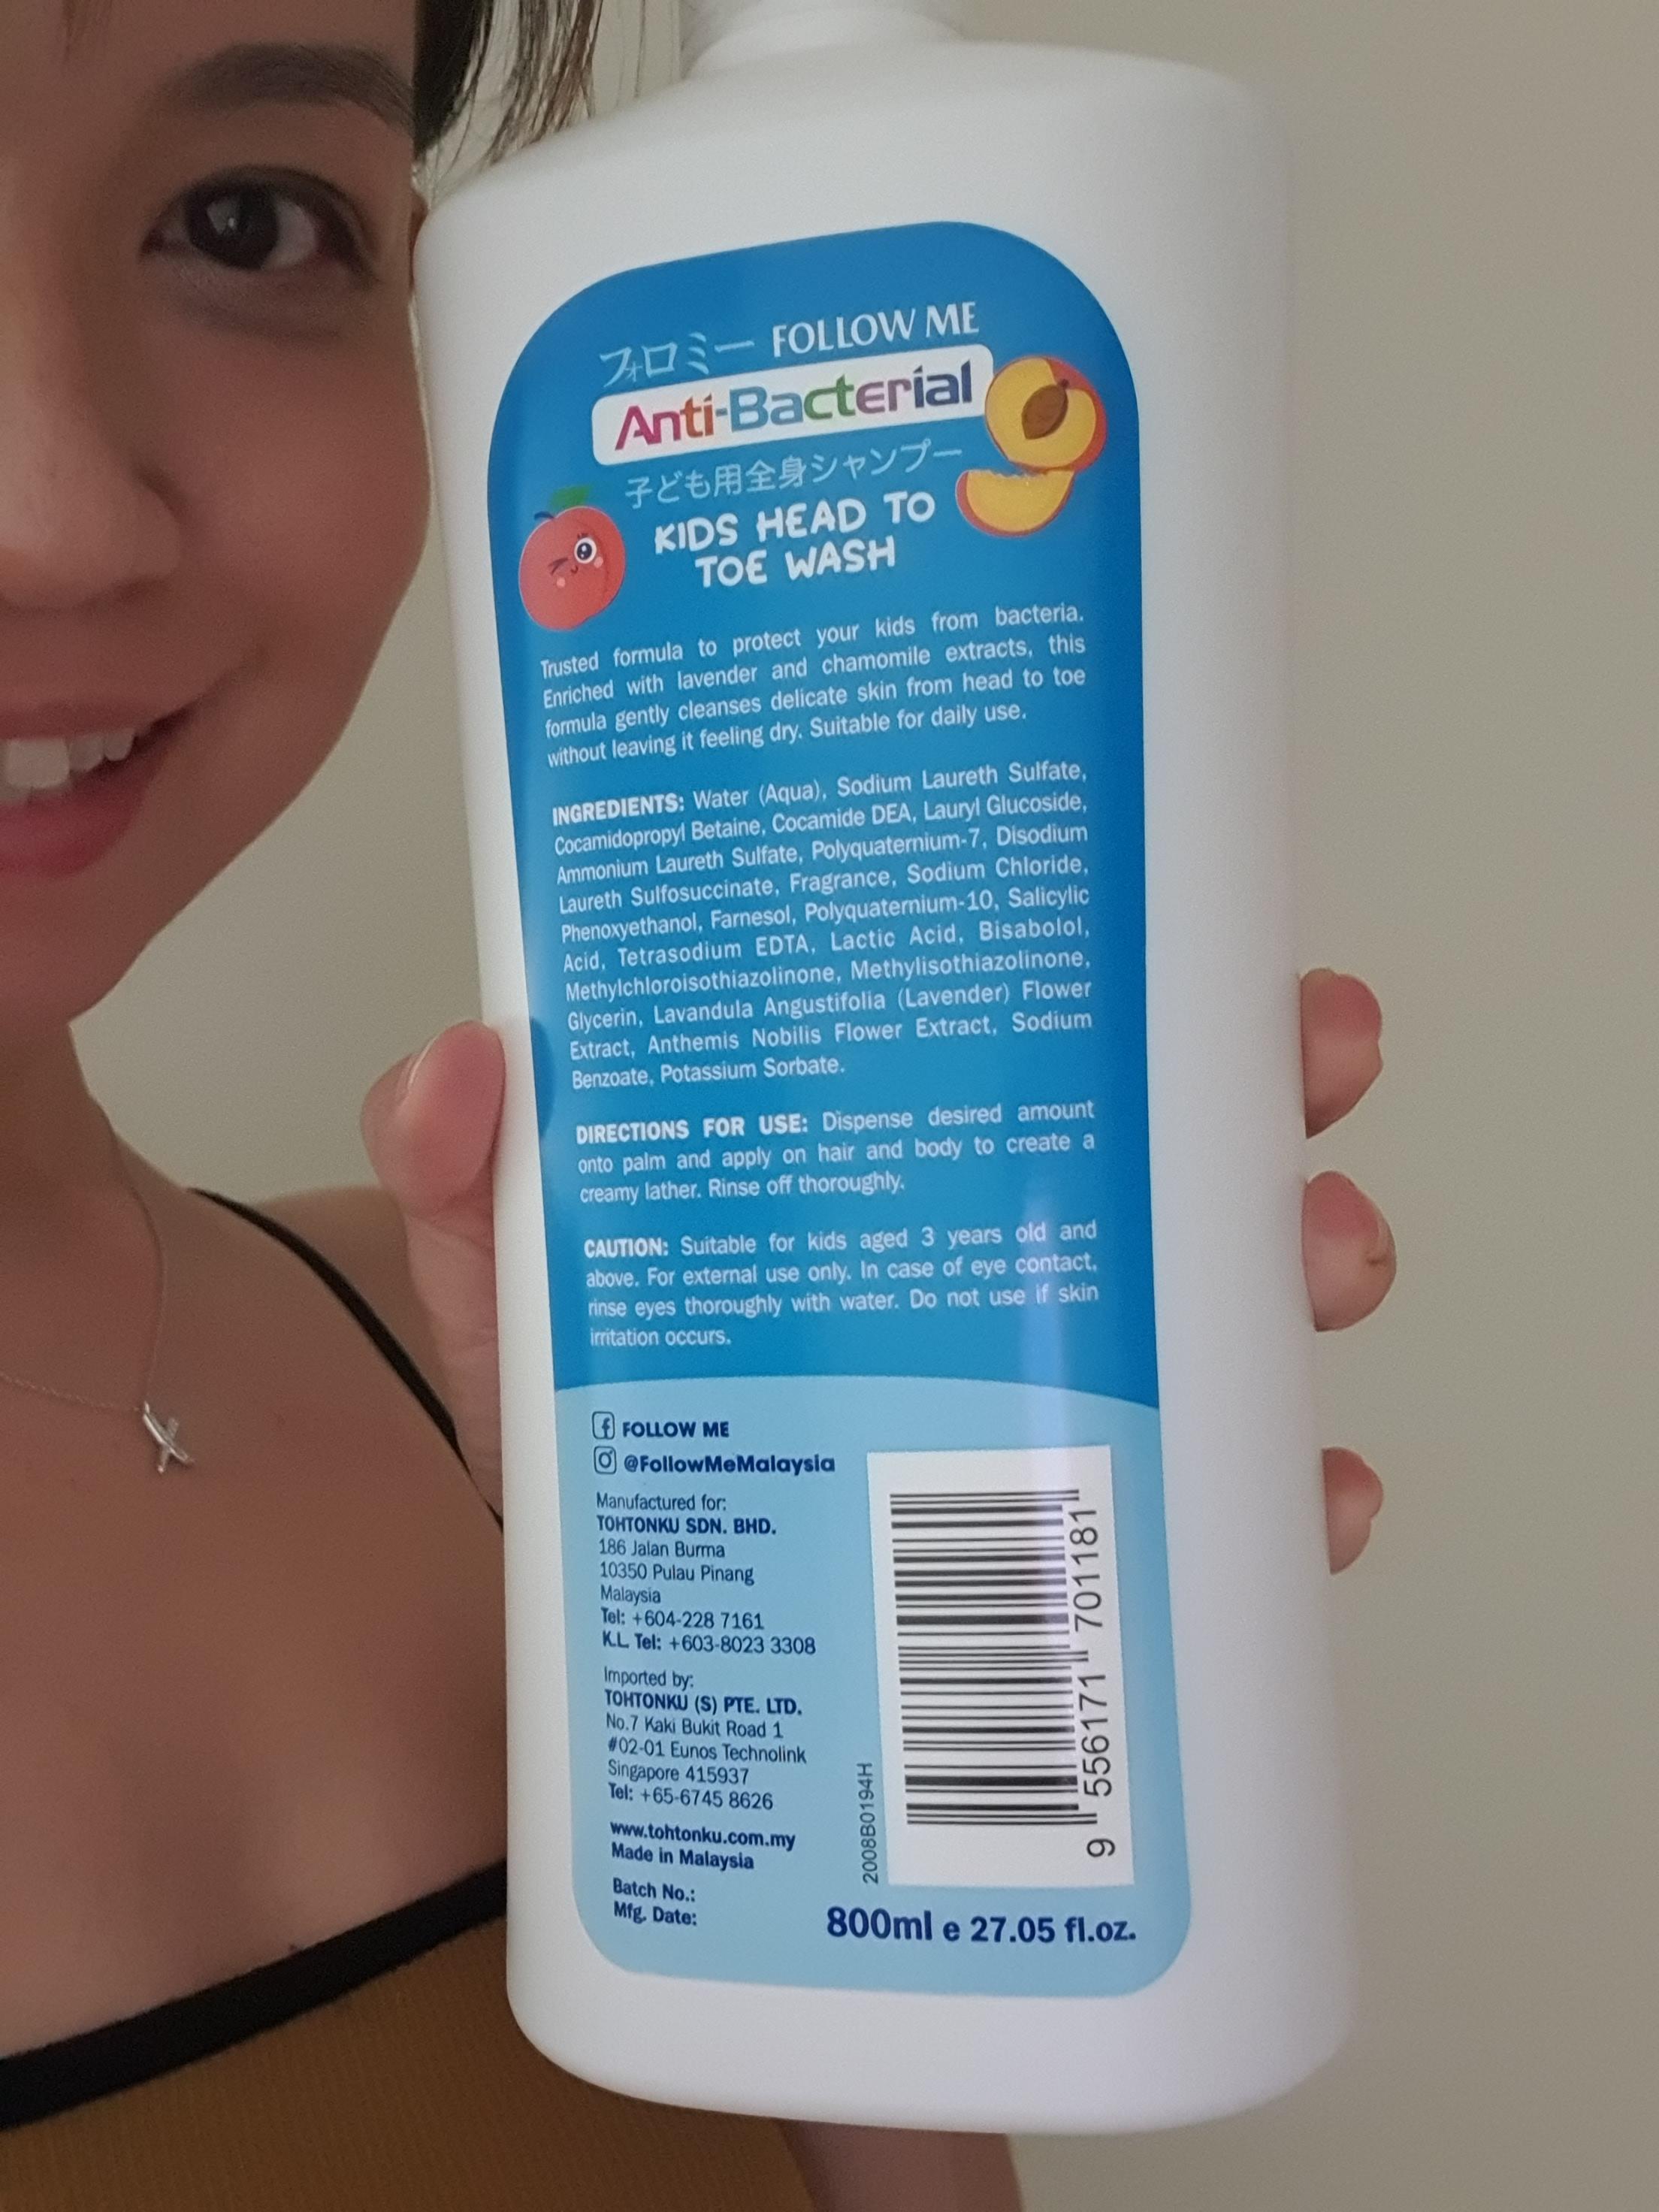 フォロミー FOLLOW ME
Anti-Bacterial
子ども用全身シャンプー
KIDS HEAD TO
TOE WASH
Trusted formula to protect your kids from bacteria.
Enriched with lavender and chamomile extracts, this
formula gently cleanses delicate skin from head to toe
without leaving it feeling dry. Suitable for daily use.
INGREDIENTS: Water (Aqua), Sodium Laureth Sulfate,
Cocamidopropyl Betaine, Cocamide DEA, Lauryl Glucoside,
Ammonium Laureth Sulfate, Polyquaternium-7, Disodium
Laureth Sulfosuccinate, Fragrance, Sodium Chloride,
Phenoxyethanol, Farnesol, Polyquaternium-10, Salicylic
Acid, Tetrasodium EDTA, Lactic Acid, Bisabolol,
Methylchloroisothiazolinone, Methylisothiazolinone,
Glycerin, Lavandula Angustifolia (Lavender) Flower
Extract, Anthemis Nobilis Flower Extract, Sodium
Benzoate, Potassium Sorbate.
DIRECTIONS FOR USE: Dispense desired amount
onto palm and apply on hair and body to create a
creamy lather. Rinse off thoroughly.
CAUTION: Suitable for kids aged 3 years old and
above. For external use only. In case of eye contact,
rinse eyes thoroughly with water. Do not use if skin
irritation occurs.
FOLLOW ME
@FollowMeMalaysia
Manufactured for:
TOHTONKU SDN. BHD.
186 Jalan Burma
10350 Pulau Pinang
Malaysia
Tel: +604-228 7161
K.L. Tel: +603-8023 3308
Imported by:
TOHTONKU (S) PTE. LTD.
No.7 Kaki Bukit Road 1
#02-01 Eunos Technolink
Singapore 415937
Tel: +65-6745 8626
www.tohtonku.com.my
Made in Malaysia
Batch No.:
Mfg. Date:
2008B0194H
9 556171 701181
800ml e 27.05 fl.oz.